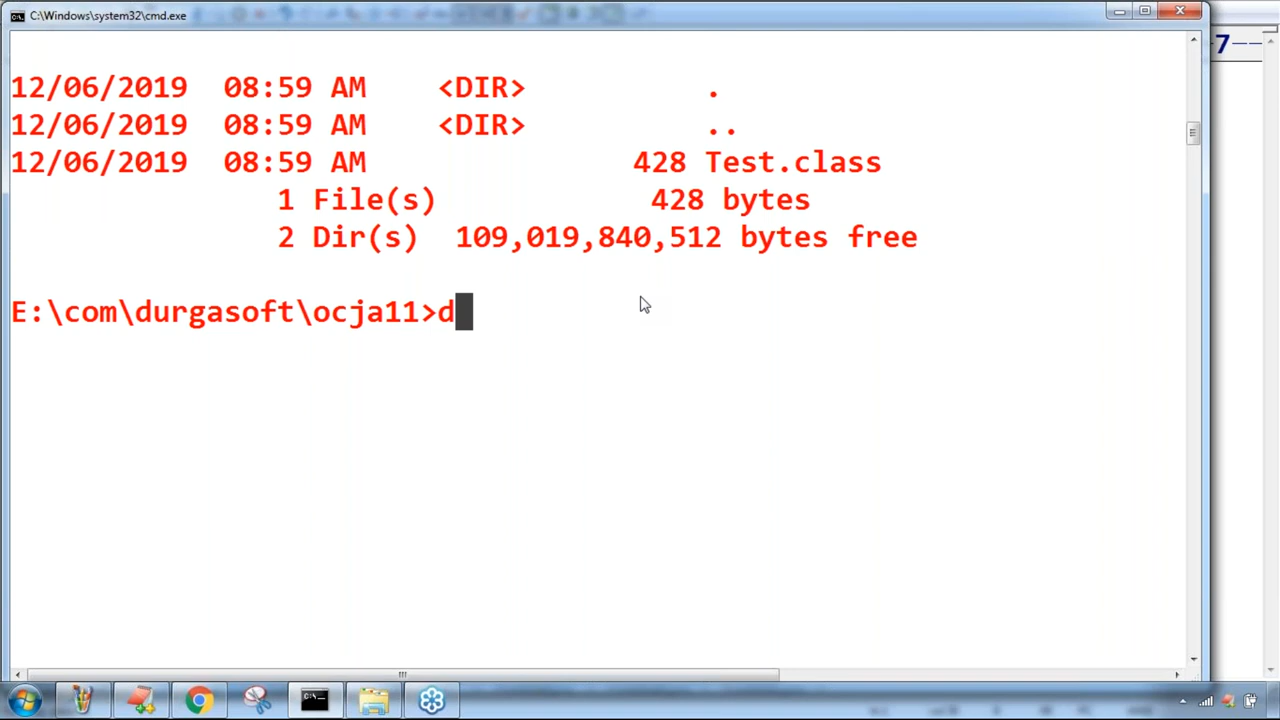 C:\Windows\system32\cmd.exe
7--
12/06/2019  08:59 AM    <DIR>          .
12/06/2019  08:59 AM    <DIR>          ..
12/06/2019  08:59 AM               428 Test.class
1 File(s)            428 bytes
2 Dir(s)  109,019,840,512 bytes free
E:\com\durgasoft\ocja11>d